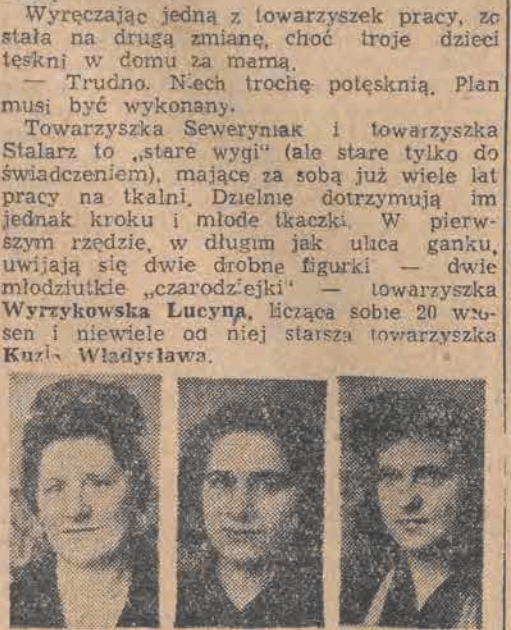 Wyręczając jedną z towarzyszek pracy, zo
stała na drugą zmianę, choć troje dzieci
tęskni w domu za mamą.
— Trudno. Niech trochę potęsknią. Plan
musi być wykonany.
Towarzyszka Seweryniak i towarzyszka
Stalarz to „stare wygi“ (ale stare tylko do
świadczeniem), mające za sobą już wiele lat
pracy na tkalni. Dzielnie dotrzymują im
jednak kroku i młode tkaczki. W pierw-
szym rzędzie, w długim jak ulica ganku,
uwijają się dwie drobne figurki — dwie
młodziutkie „czarodziejki“ — towarzyszka
Wyrzykowska Lucyna, licząca sobie 20 wio-
sen i niewiele od niej starsza towarzyszka
Władysława.